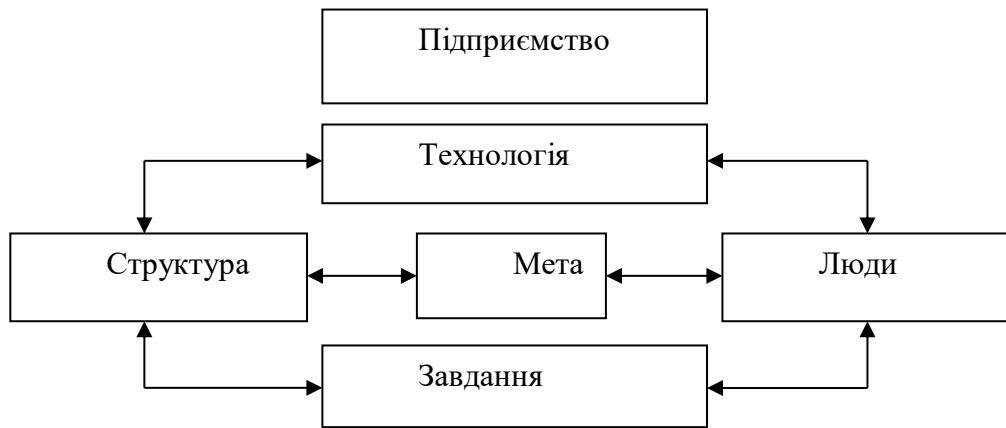 Підприємство
Технологія
Структура
Мета
Люди
Завдання